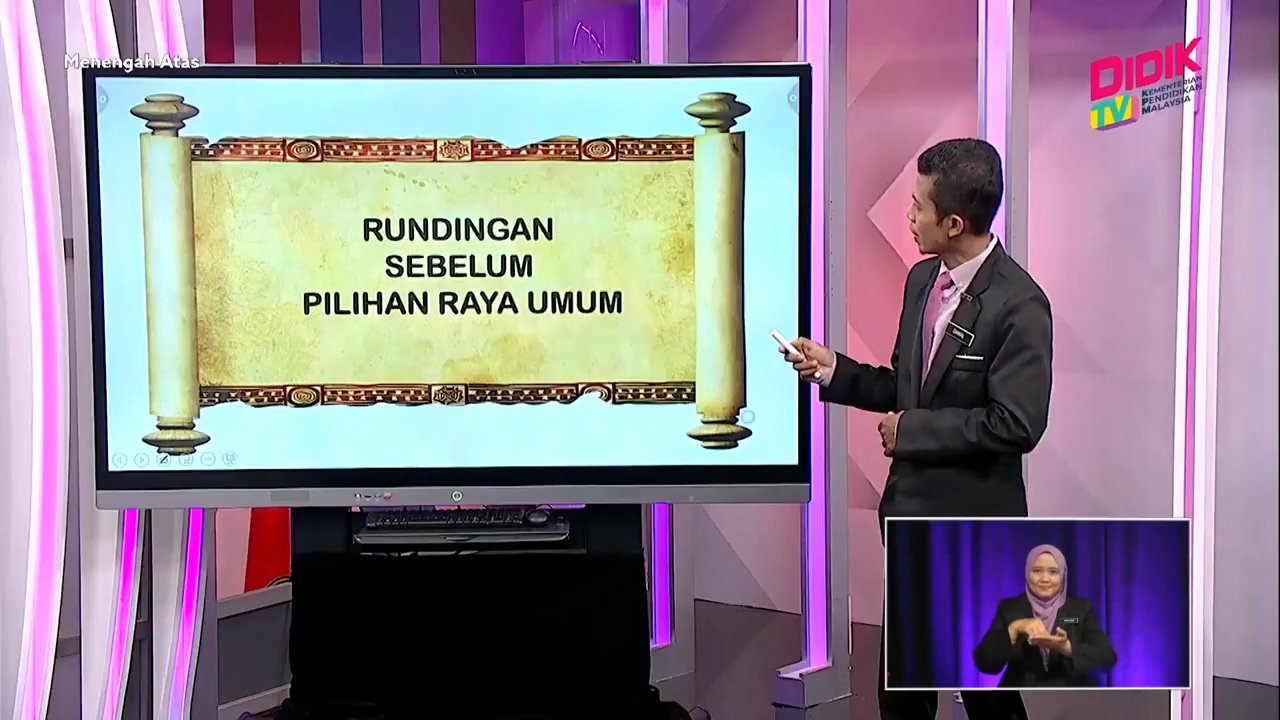 Menengah Atas
DIDIK
TV
KEMENTERIAN
PENDIDIKAN
MALAYSIA
RUNDINGAN
SEBELUM
PILIHAN RAYA UMUM